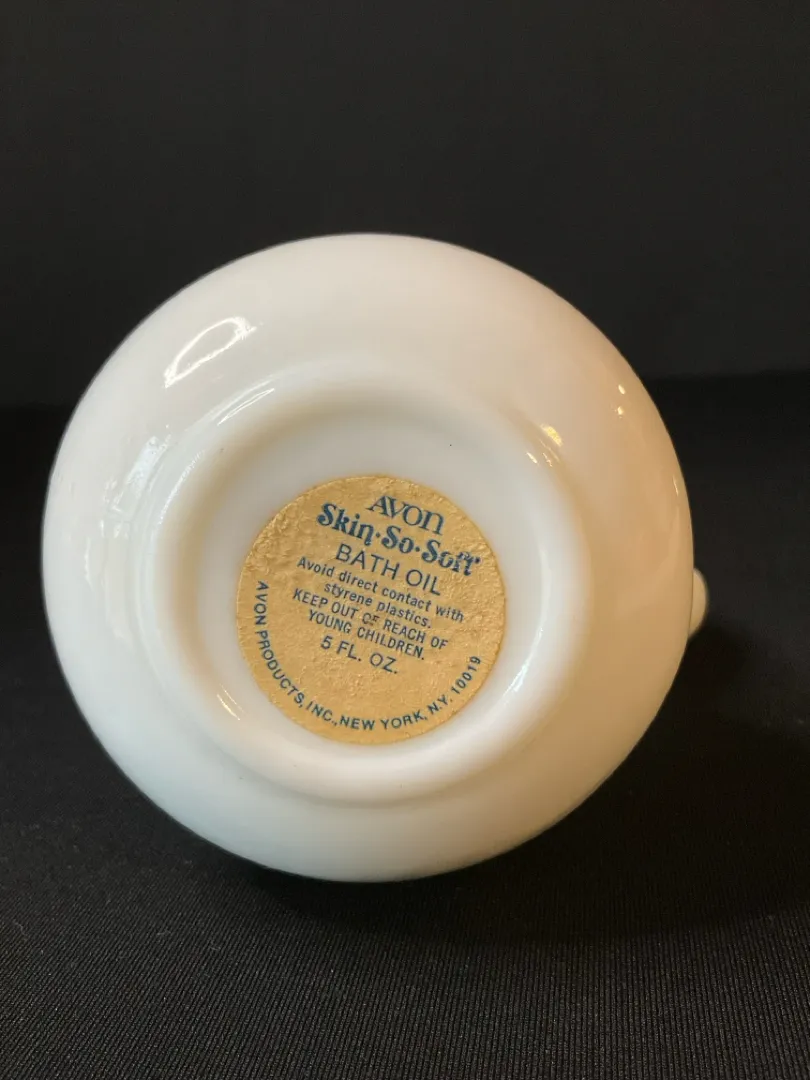 AVON
Skin·So·Soft
BATH OIL
Avoid direct contact with
styrene plastics.
KEEP OUT OF REACH OF
YOUNG CHILDREN.
5 FL. OZ.
AVON PRODUCTS, INC., NEW YORK, N.Y. 10019